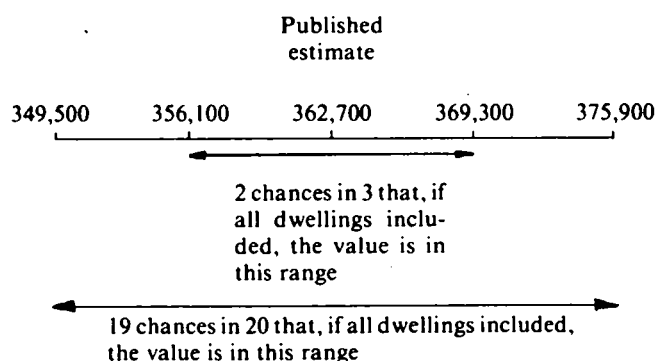 Published
estimate
349,500 356,100 362,700 369,300 375,900
2 chances in 3 that, if
all dwellings inclu-
ded, the value is in
this range
19 chances in 20 that, if all dwellings included,
the value is in this range